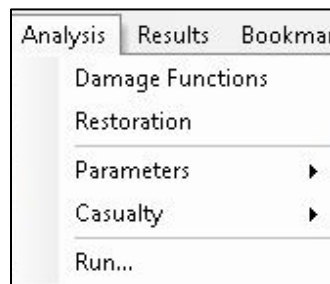 Analysis Results Bookmar
Damage Functions
Restoration
Parameters
Casualty
Run...